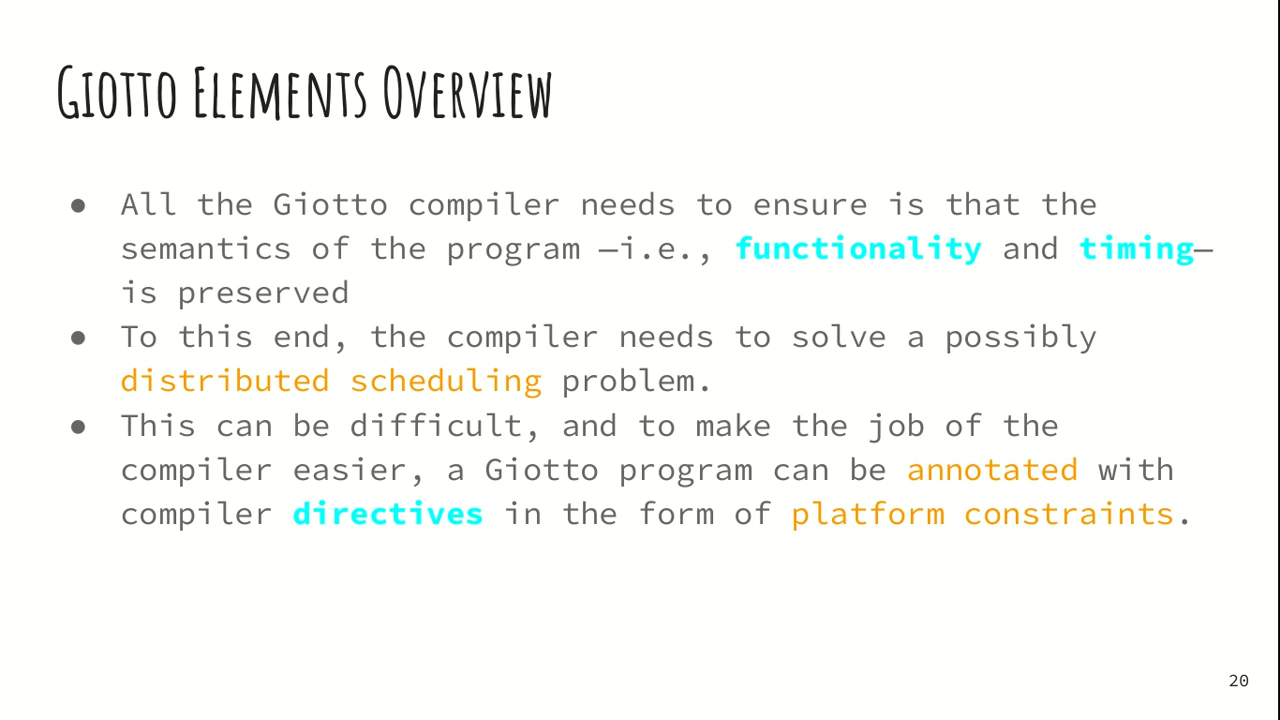 Giotto Elements Overview
● All the Giotto compiler needs to ensure is that the
semantics of the program —i.e., functionality and timing—
is preserved
● To this end, the compiler needs to solve a possibly
distributed scheduling problem.
● This can be difficult, and to make the job of the
compiler easier, a Giotto program can be annotated with
compiler directives in the form of platform constraints.
20